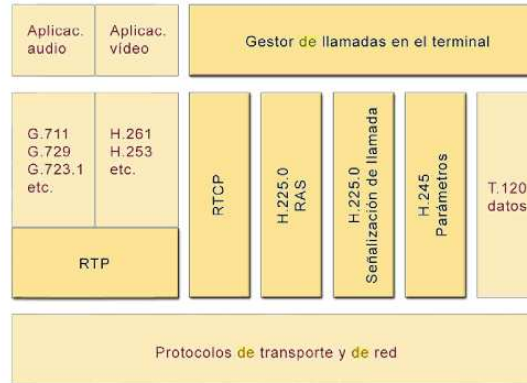 Aplicac.
audio
Aplicac.
vídeo
Gestor de llamadas en el terminal
G.711
G.729
G.723.1
etc.
H.261
H.253
etc.
RTP
RTCP
H.225.0
RAS
H.225.0
Señalización de llamada
H.245
Parámetros
T.120
datos
Protocolos de transporte y de red